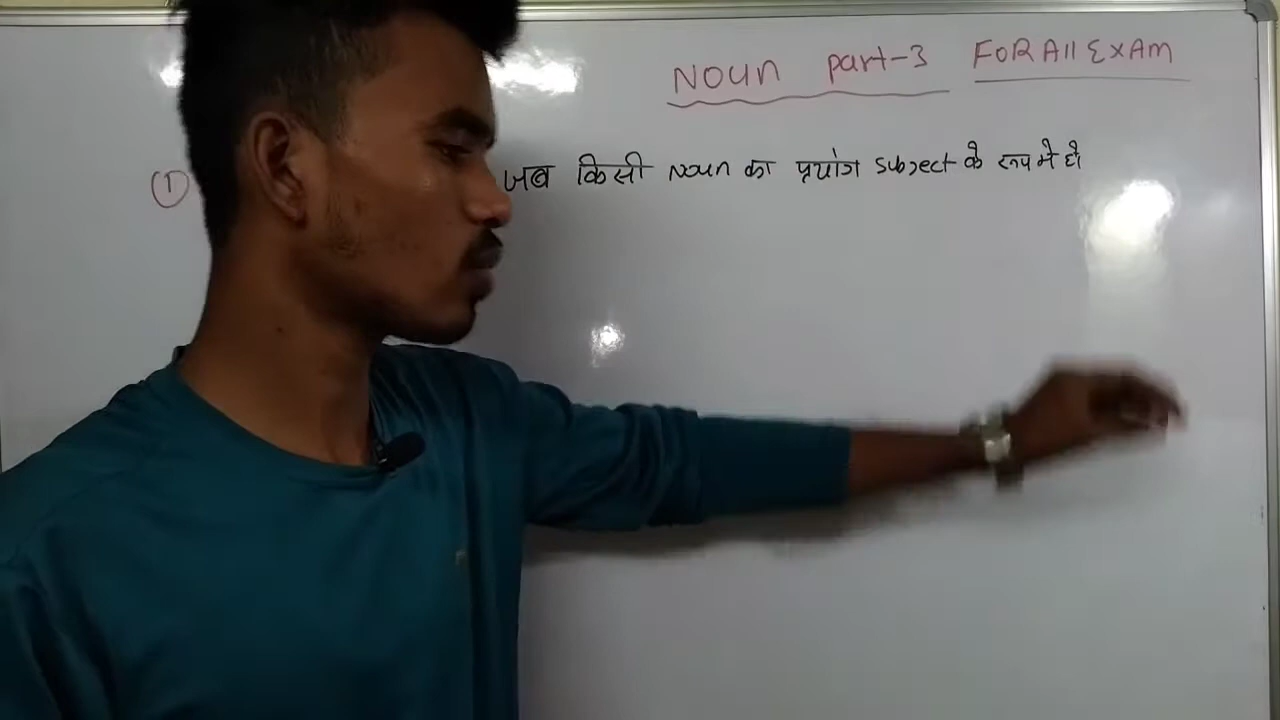 NOUN part-3 FOR All EXAM
① जब किसी Noun का प्रयोग subject के रूप मे हो